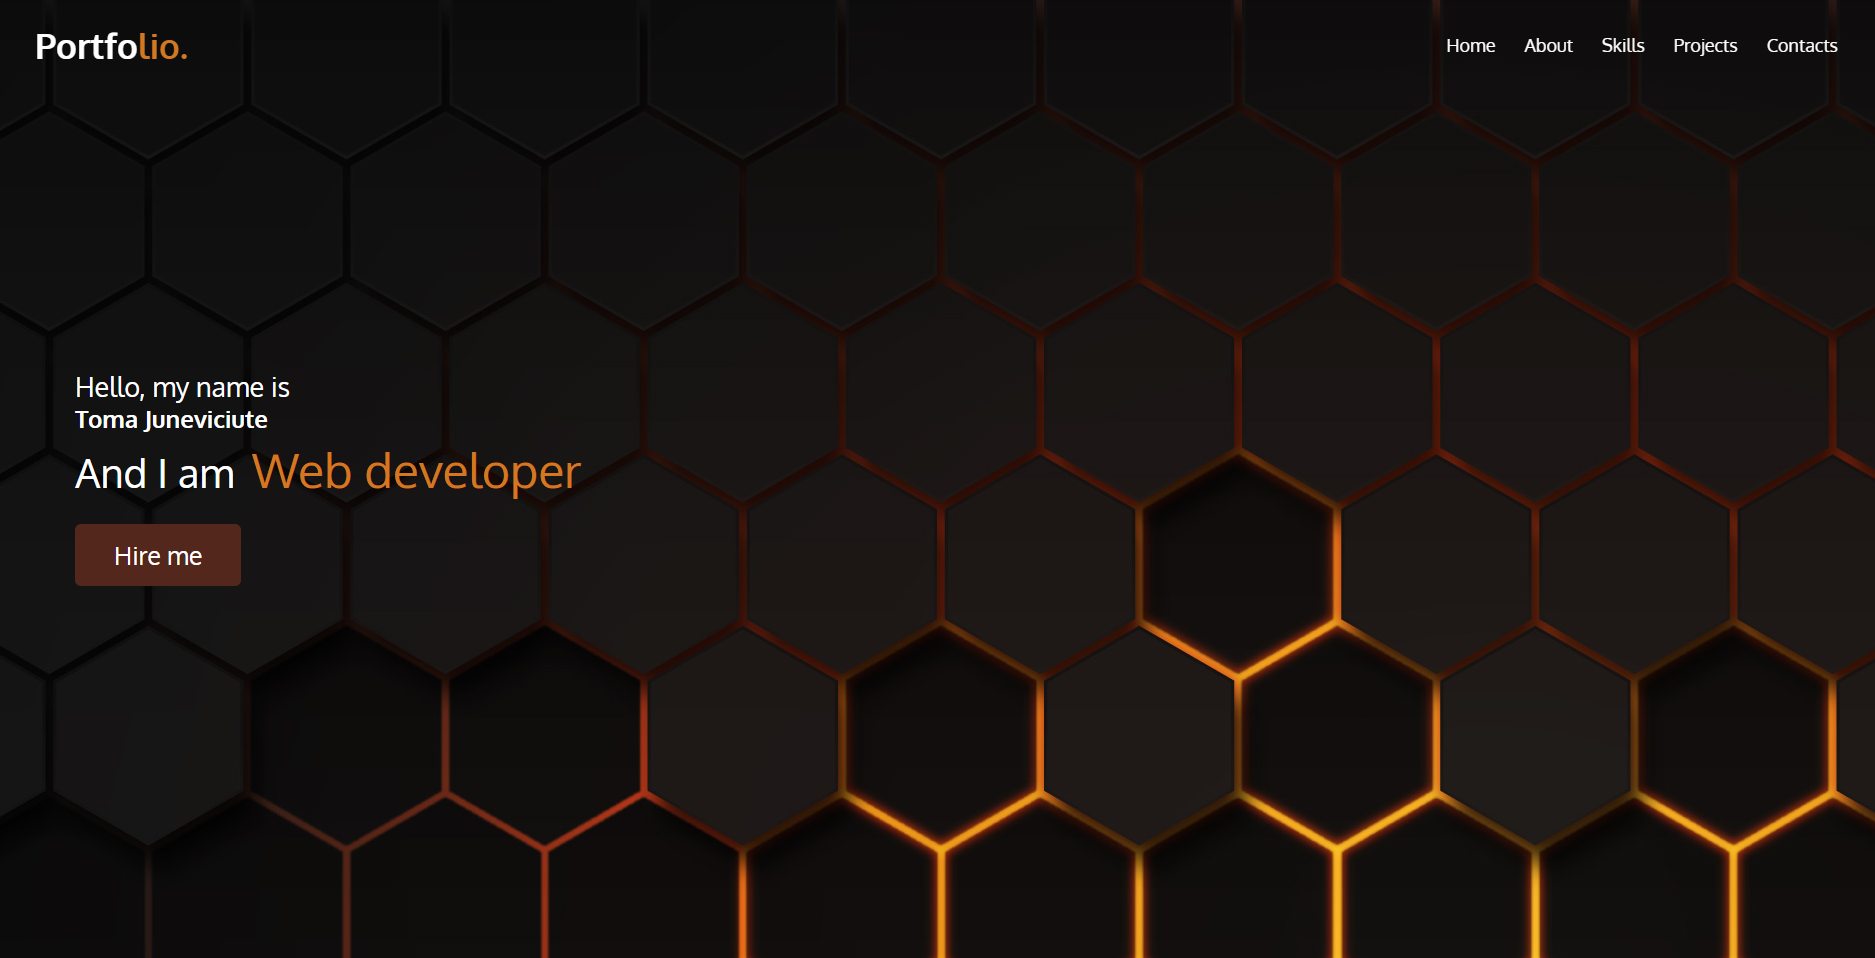 Portfolio.
Home About Skills Projects Contacts
Hello, my name is
Toma Juneviciute
And I am Web developer
Hire me